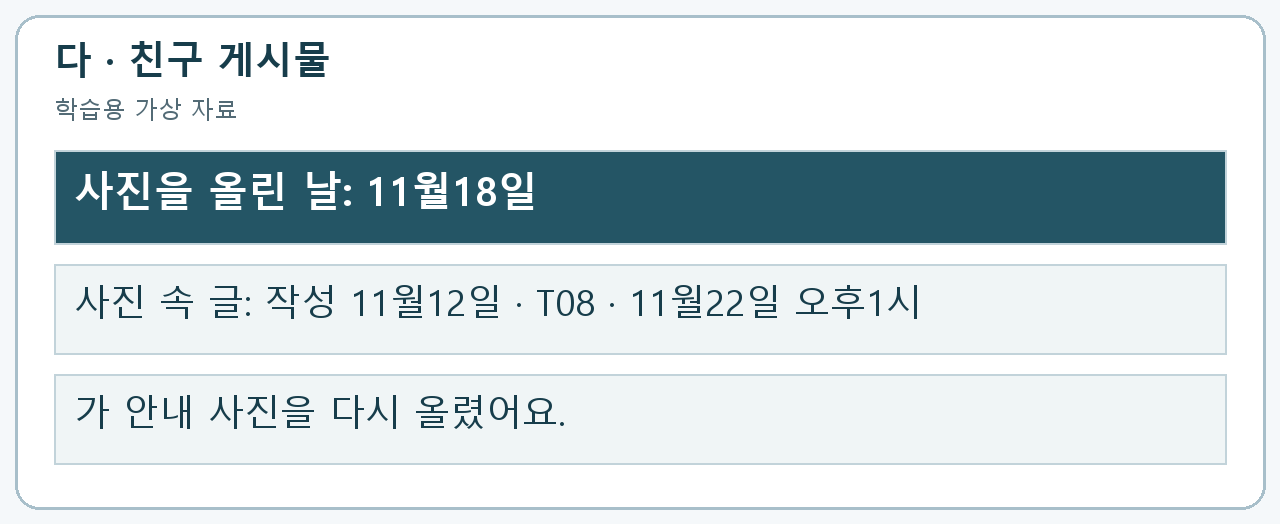 다 · 친구 게시물
학습용 가상 자료
사진을 올린 날: 11월18일
사진 속 글: 작성 11월12일 · T08 · 11월22일 오후1시
가 안내 사진을 다시 올렸어요.